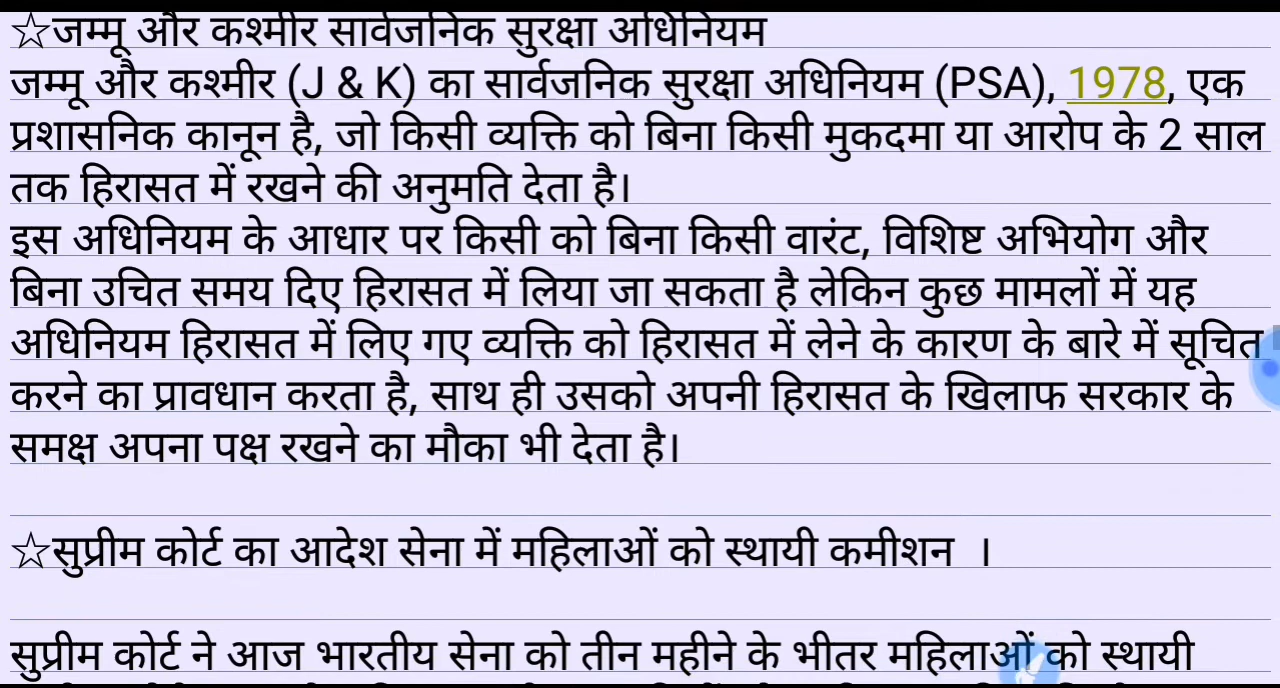 ☆जम्मू और कश्मीर सार्वजनिक सुरक्षा अधिनियम
जम्मू और कश्मीर (J & K) का सार्वजनिक सुरक्षा अधिनियम (PSA), 1978, एक
प्रशासनिक कानून है, जो किसी व्यक्ति को बिना किसी मुकदमा या आरोप के 2 साल
तक हिरासत में रखने की अनुमति देता है।
इस अधिनियम के आधार पर किसी को बिना किसी वारंट, विशिष्ट अभियोग और
बिना उचित समय दिए हिरासत में लिया जा सकता है लेकिन कुछ मामलों में यह
अधिनियम हिरासत में लिए गए व्यक्ति को हिरासत में लेने के कारण के बारे में सूचित
करने का प्रावधान करता है, साथ ही उसको अपनी हिरासत के खिलाफ सरकार के
समक्ष अपना पक्ष रखने का मौका भी देता है।
☆सुप्रीम कोर्ट का आदेश सेना में महिलाओं को स्थायी कमीशन ।
सुप्रीम कोर्ट ने आज भारतीय सेना को तीन महीने के भीतर महिलाओं को स्थायी